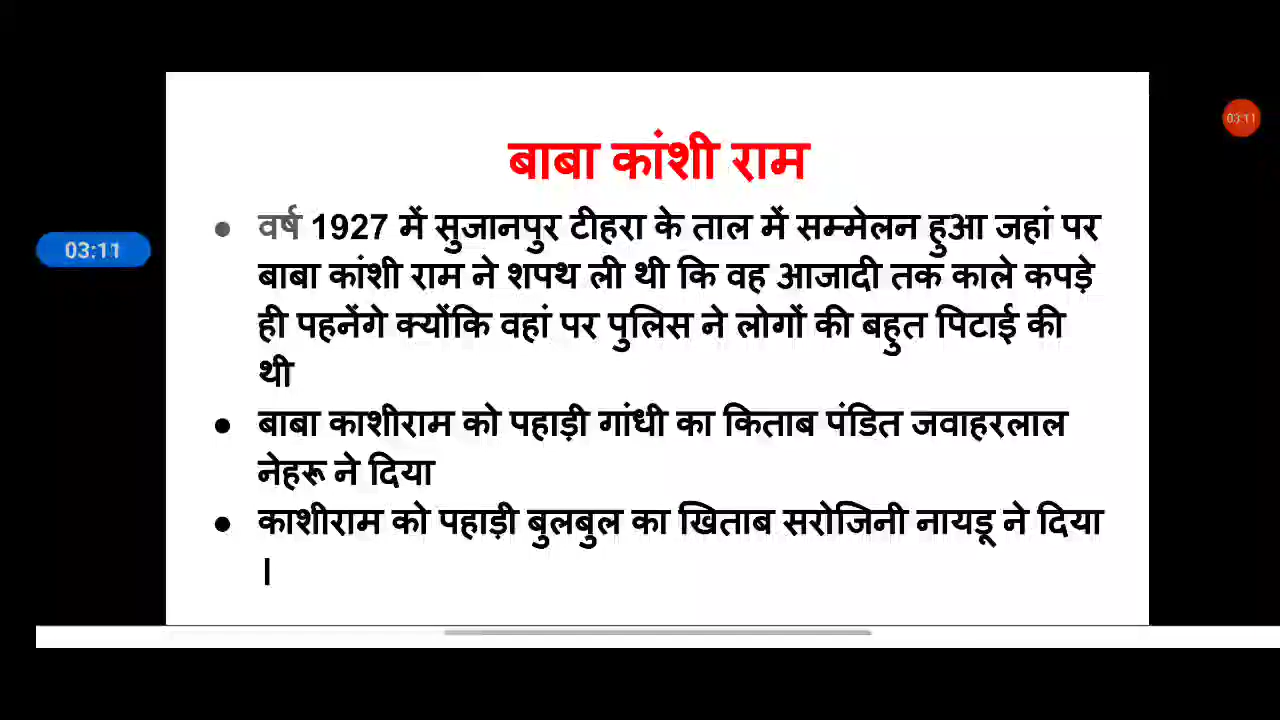 बाबा कांशी राम
03:11
● वर्ष 1927 में सुजानपुर टीहरा के ताल में सम्मेलन हुआ जहां पर
03:11
बाबा कांशी राम ने शपथ ली थी कि वह आजादी तक काले कपड़े
ही पहनेंगे क्योंकि वहां पर पुलिस ने लोगों की बहुत पिटाई की
थी
● बाबा काशीराम को पहाड़ी गांधी का किताब पंडित जवाहरलाल
नेहरू ने दिया
● काशीराम को पहाड़ी बुलबुल का खिताब सरोजिनी नायडू ने दिया
।